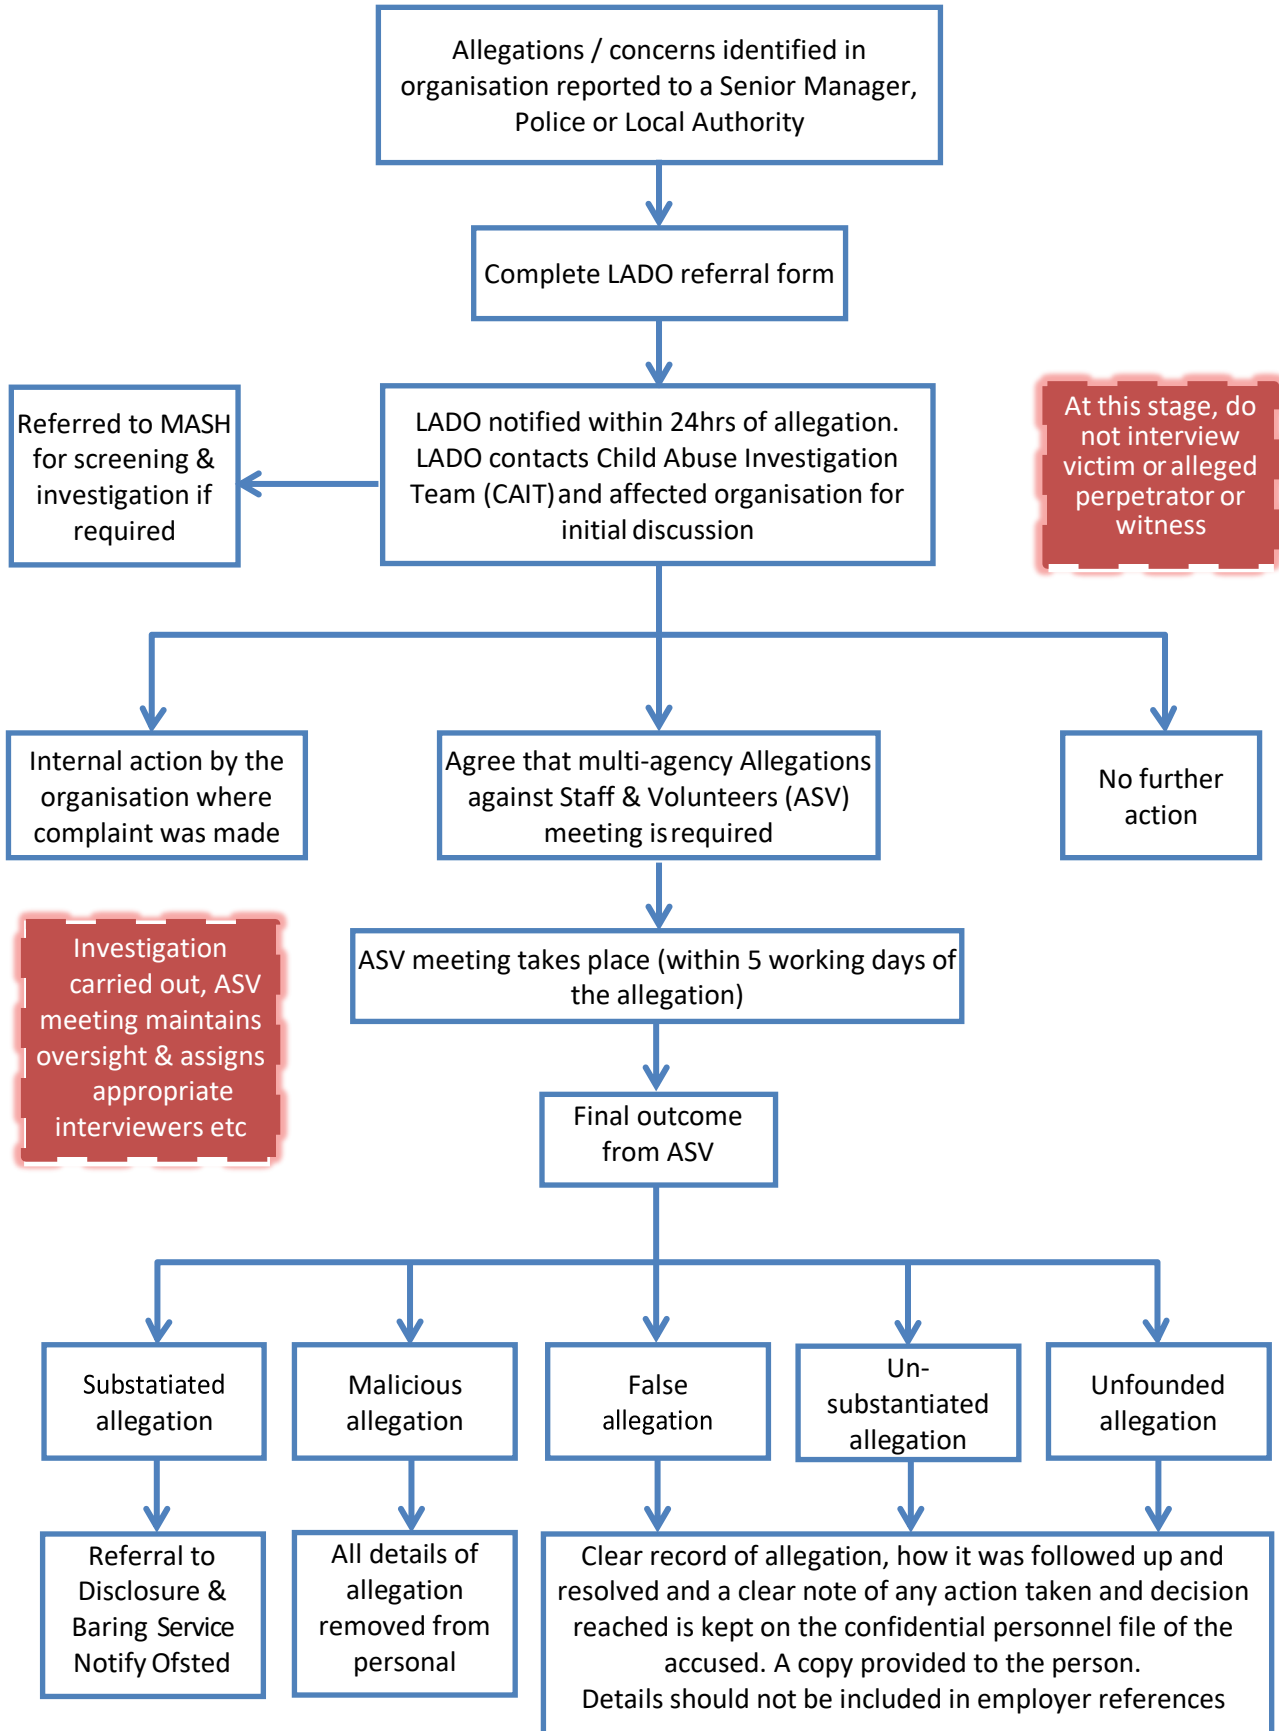 Allegations / concerns identified in
organisation reported to a Senior Manager,
Police or Local Authority
Complete LADO referral form
Referred to MASH
for screening &
investigation if
required
LADO notified within 24hrs of allegation.
LADO contacts Child Abuse Investigation
Team (CAIT) and affected organisation for
initial discussion
At this stage, do
not interview
victim or alleged
perpetrator or
witness
Internal action by the
organisation where
complaint was made
Agree that multi-agency Allegations
against Staff & Volunteers (ASV)
meeting is required
No further
action
Investigation
carried out, ASV
meeting maintains
oversight & assigns
appropriate
interviewers etc
ASV meeting takes place (within 5 working days of
the allegation)
Final outcome
from ASV
Substatiated
allegation
Malicious
allegation
False
allegation
Un-
substantiated
allegation
Unfounded
allegation
Referral to
Disclosure &
Baring Service
Notify Ofsted
All details of
allegation
removed from
personal
Clear record of allegation, how it was followed up and
resolved and a clear note of any action taken and decision
reached is kept on the confidential personnel file of the
accused. A copy provided to the person.
Details should not be included in employer references